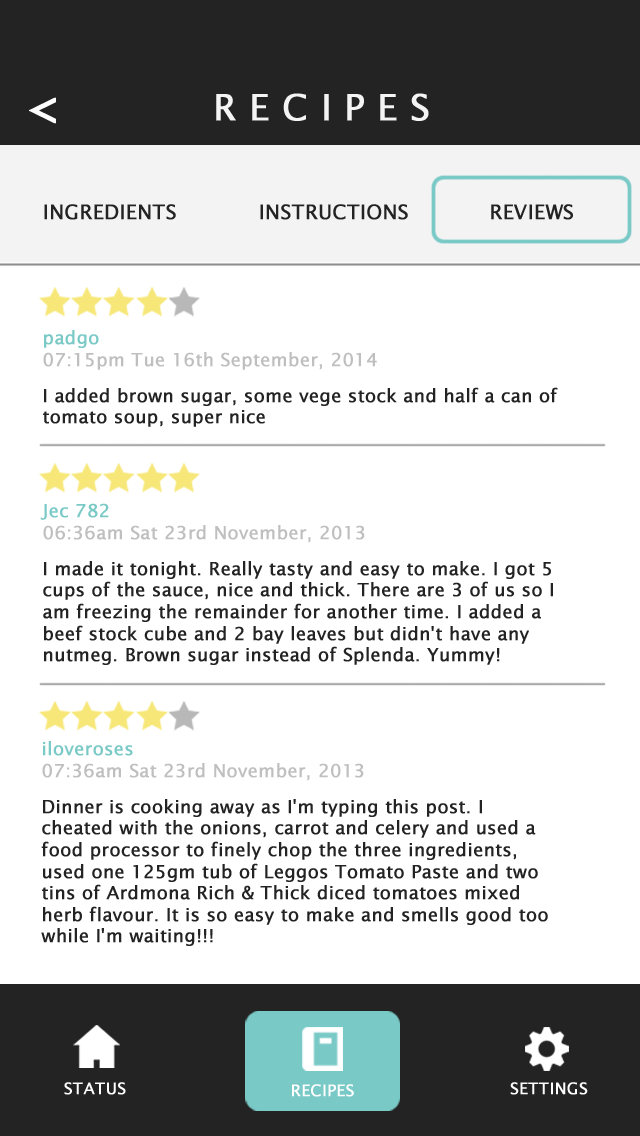 < RECIPES
INGREDIENTS INSTRUCTIONS REVIEWS
padgo
07:15pm Tue 16th September, 2014
I added brown sugar, some vege stock and half a can of
tomato soup, super nice
Jec 782
06:36am Sat 23rd November, 2013
I made it tonight. Really tasty and easy to make. I got 5
cups of the sauce, nice and thick. There are 3 of us so I
am freezing the remainder for another time. I added a
beef stock cube and 2 bay leaves but didn't have any
nutmeg. Brown sugar instead of Splenda. Yummy!
iloveroses
07:36am Sat 23rd November, 2013
Dinner is cooking away as I'm typing this post. I
cheated with the onions, carrot and celery and used a
food processor to finely chop the three ingredients,
used one 125gm tub of Leggos Tomato Paste and two
tins of Ardmona Rich & Thick diced tomatoes mixed
herb flavour. It is so easy to make and smells good too
while I'm waiting!!!
STATUS RECIPES SETTINGS